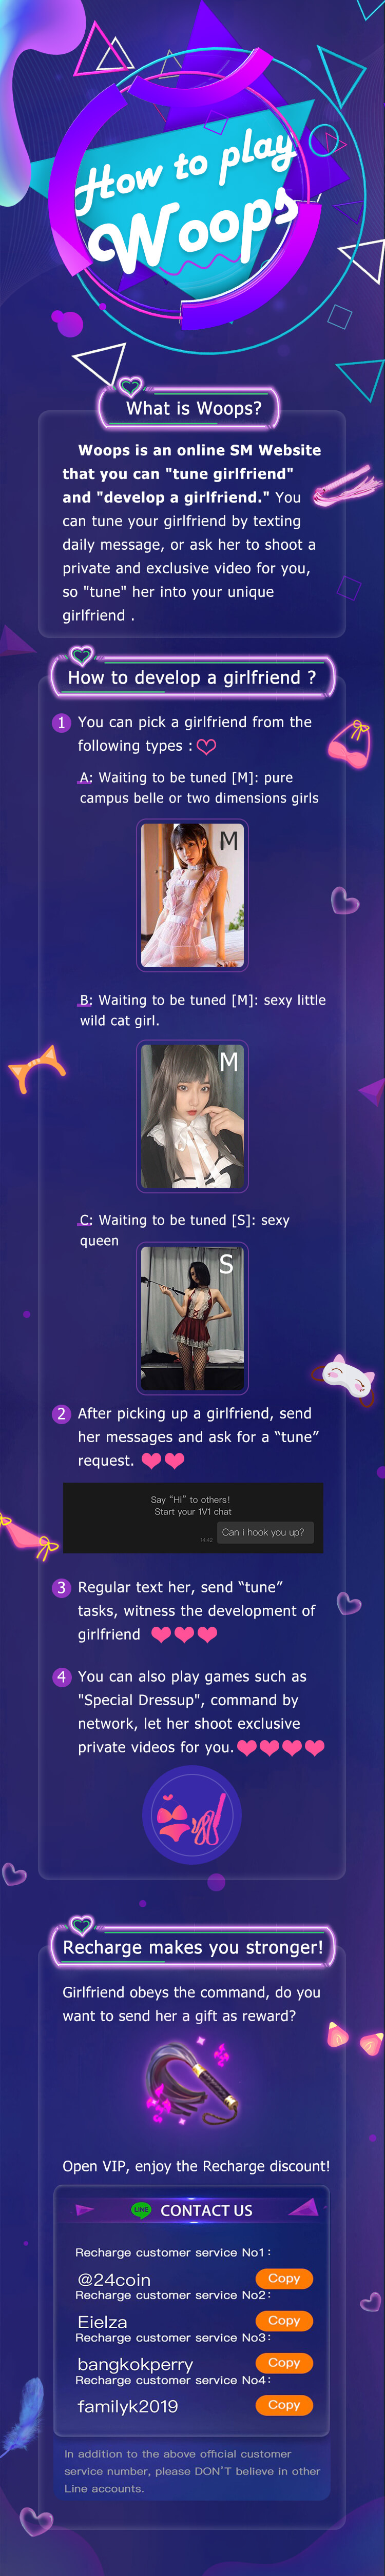 How to play
Woops
What is Woops?
Woops is an online SM Website
that you can "tune girlfriend"
and "develop a girlfriend." You
can tune your girlfriend by texting
daily message, or ask her to shoot a
private and exclusive video for you,
so "tune" her into your unique
girlfriend .
How to develop a girlfriend ?
1 You can pick a girlfriend from the
following types :
A: Waiting to be tuned [M]: pure
campus belle or two dimensions girls
M
B: Waiting to be tuned [M]: sexy little
wild cat girl.
M
C: Waiting to be tuned [S]: sexy
queen
S
2 After picking up a girlfriend, send
her messages and ask for a “tune”
request.
Say “Hi” to others!
Start your 1V1 chat
14:42 Can i hook you up?
3 Regular text her, send “tune”
tasks, witness the development of
girlfriend
4 You can also play games such as
"Special Dressup", command by
network, let her shoot exclusive
private videos for you.
Recharge makes you stronger!
Girlfriend obeys the command, do you
want to send her a gift as reward?
Open VIP, enjoy the Recharge discount!
LINE CONTACT US
Recharge customer service No1:
@24coin Copy
Recharge customer service No2:
Eielza Copy
Recharge customer service No3:
bangkokperry Copy
Recharge customer service No4:
familyk2019 Copy
In addition to the above official customer
service number, please DON'T believe in other
Line accounts.